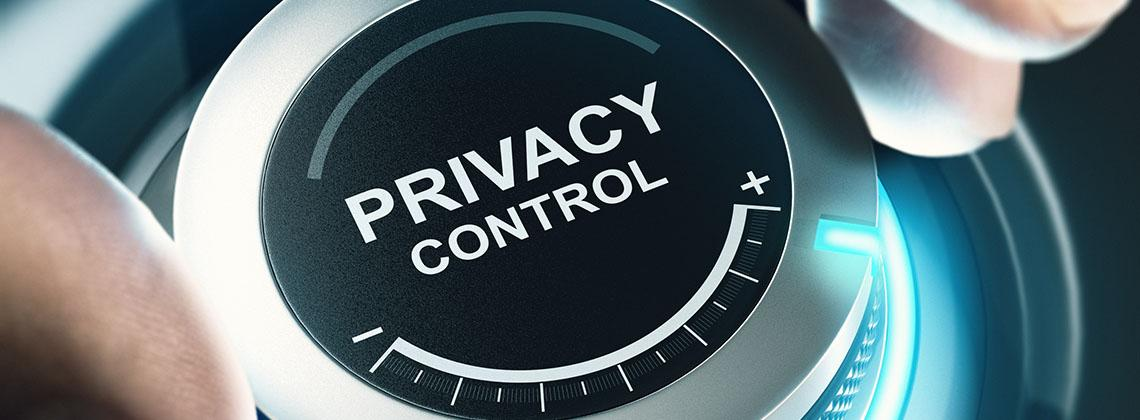 PRIVACY
CONTROL
+
−